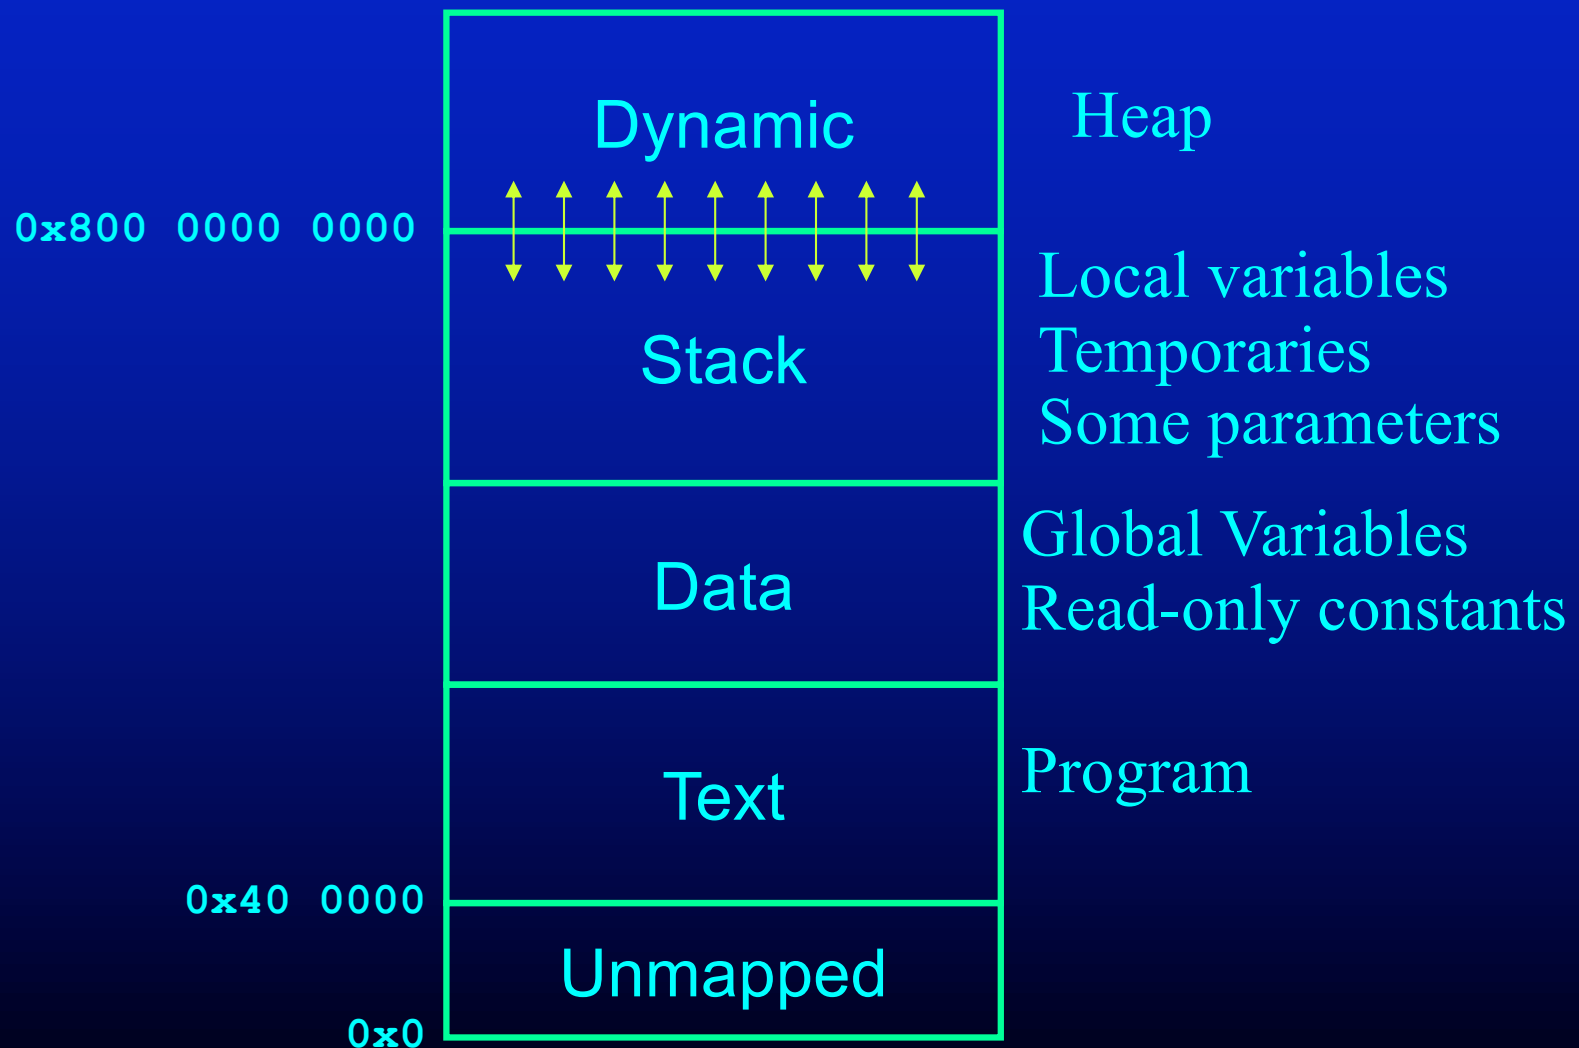 Dynamic
Heap
0x800 0000 0000
Local variables
Temporaries
Some parameters
Stack
Global Variables
Read-only constants
Data
Program
Text
0x40 0000
Unmapped
0x0